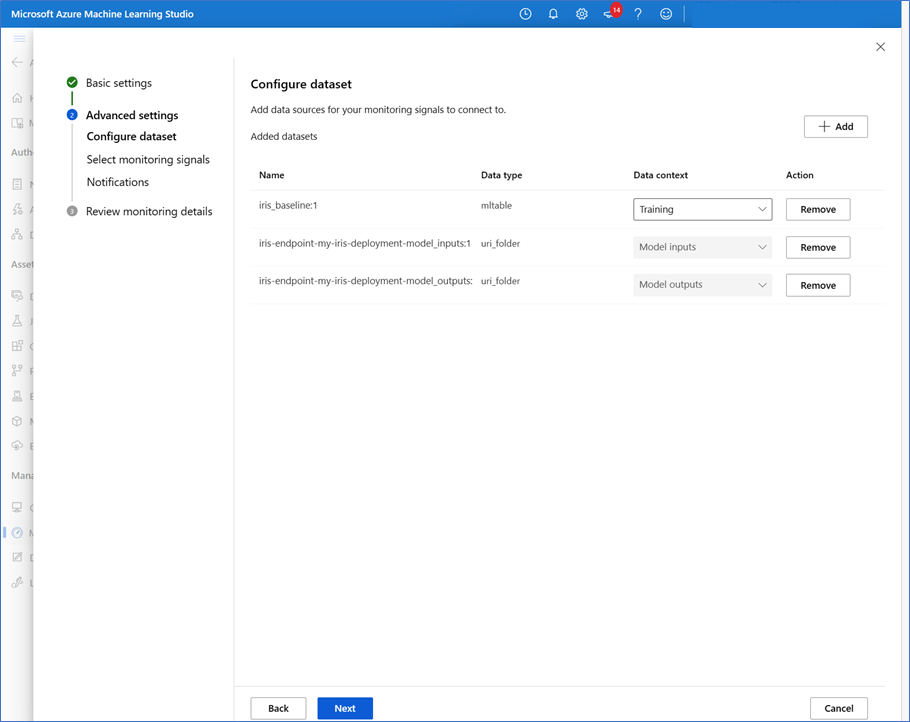 Microsoft Azure Machine Learning Studio
14
Basic settings
2 Advanced settings
Configure dataset
Select monitoring signals
Notifications
3 Review monitoring details
Configure dataset
Add data sources for your monitoring signals to connect to.
Added datasets
Add
Name Data type Data context Action
iris_baseline:1 mltable Training Remove
iris-endpoint-my-iris-deployment-model_inputs:1 uri_folder Model inputs Remove
iris-endpoint-my-iris-deployment-model_outputs: uri_folder Model outputs Remove
Back Next Cancel